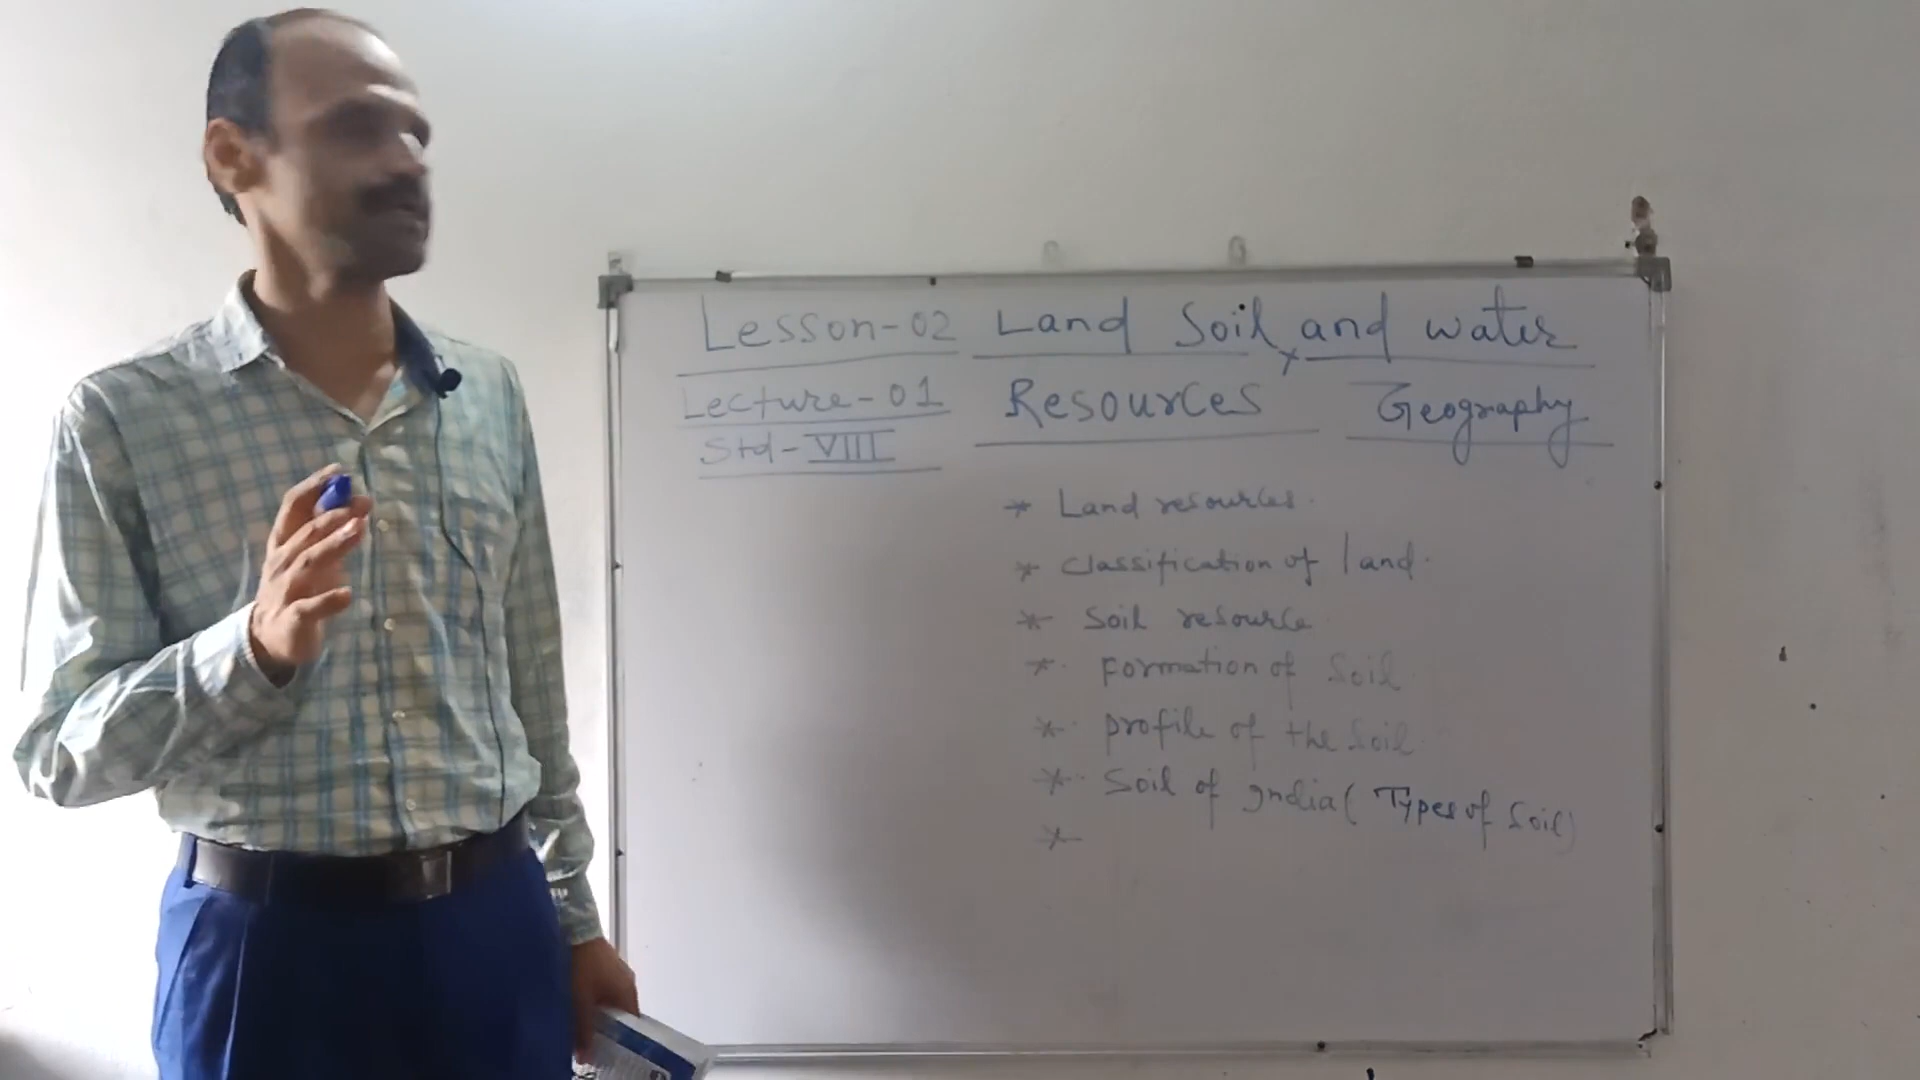 Lesson-02 Land Soil, and water
Lecture-01 Resources Geography
Std-VIII
* Land resources.
* Classification of land.
* Soil resource
* Formation of Soil
* profile of the Soil
* Soil of India (Types of Soil)
*